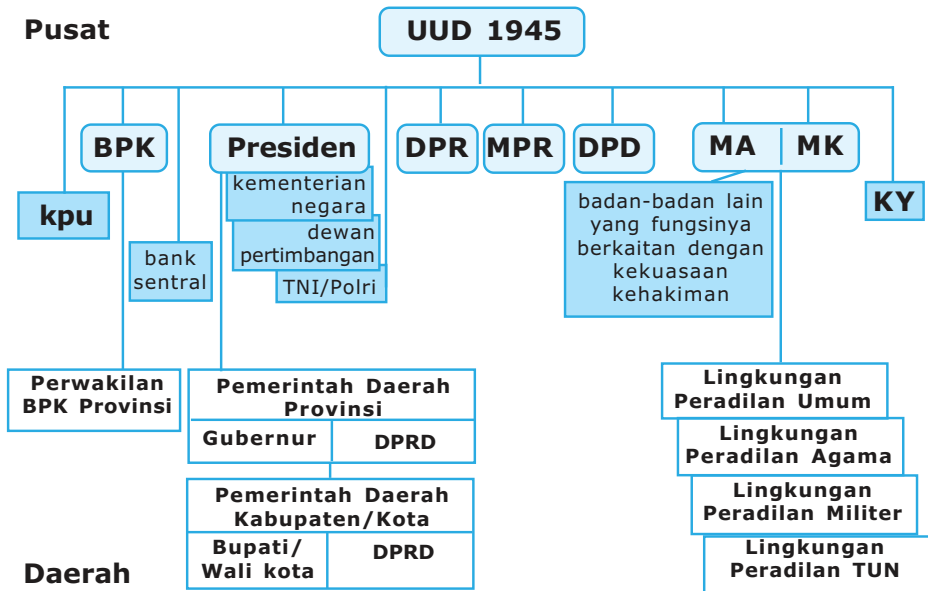 Pusat
UUD 1945
BPK
Presiden
DPR
MPR
DPD
MA
MK
kpu
bank
sentral
kementerian
negara
dewan
pertimbangan
TNI/Polri
badan-badan lain
yang fungsinya
berkaitan dengan
kekuasaan
kehakiman
KY
Perwakilan
BPK Provinsi
Pemerintah Daerah
Provinsi
Gubernur
DPRD
Pemerintah Daerah
Kabupaten/Kota
Bupati/
Wali kota
DPRD
Lingkungan
Peradilan Umum
Lingkungan
Peradilan Agama
Lingkungan
Peradilan Militer
Lingkungan
Peradilan TUN
Daerah